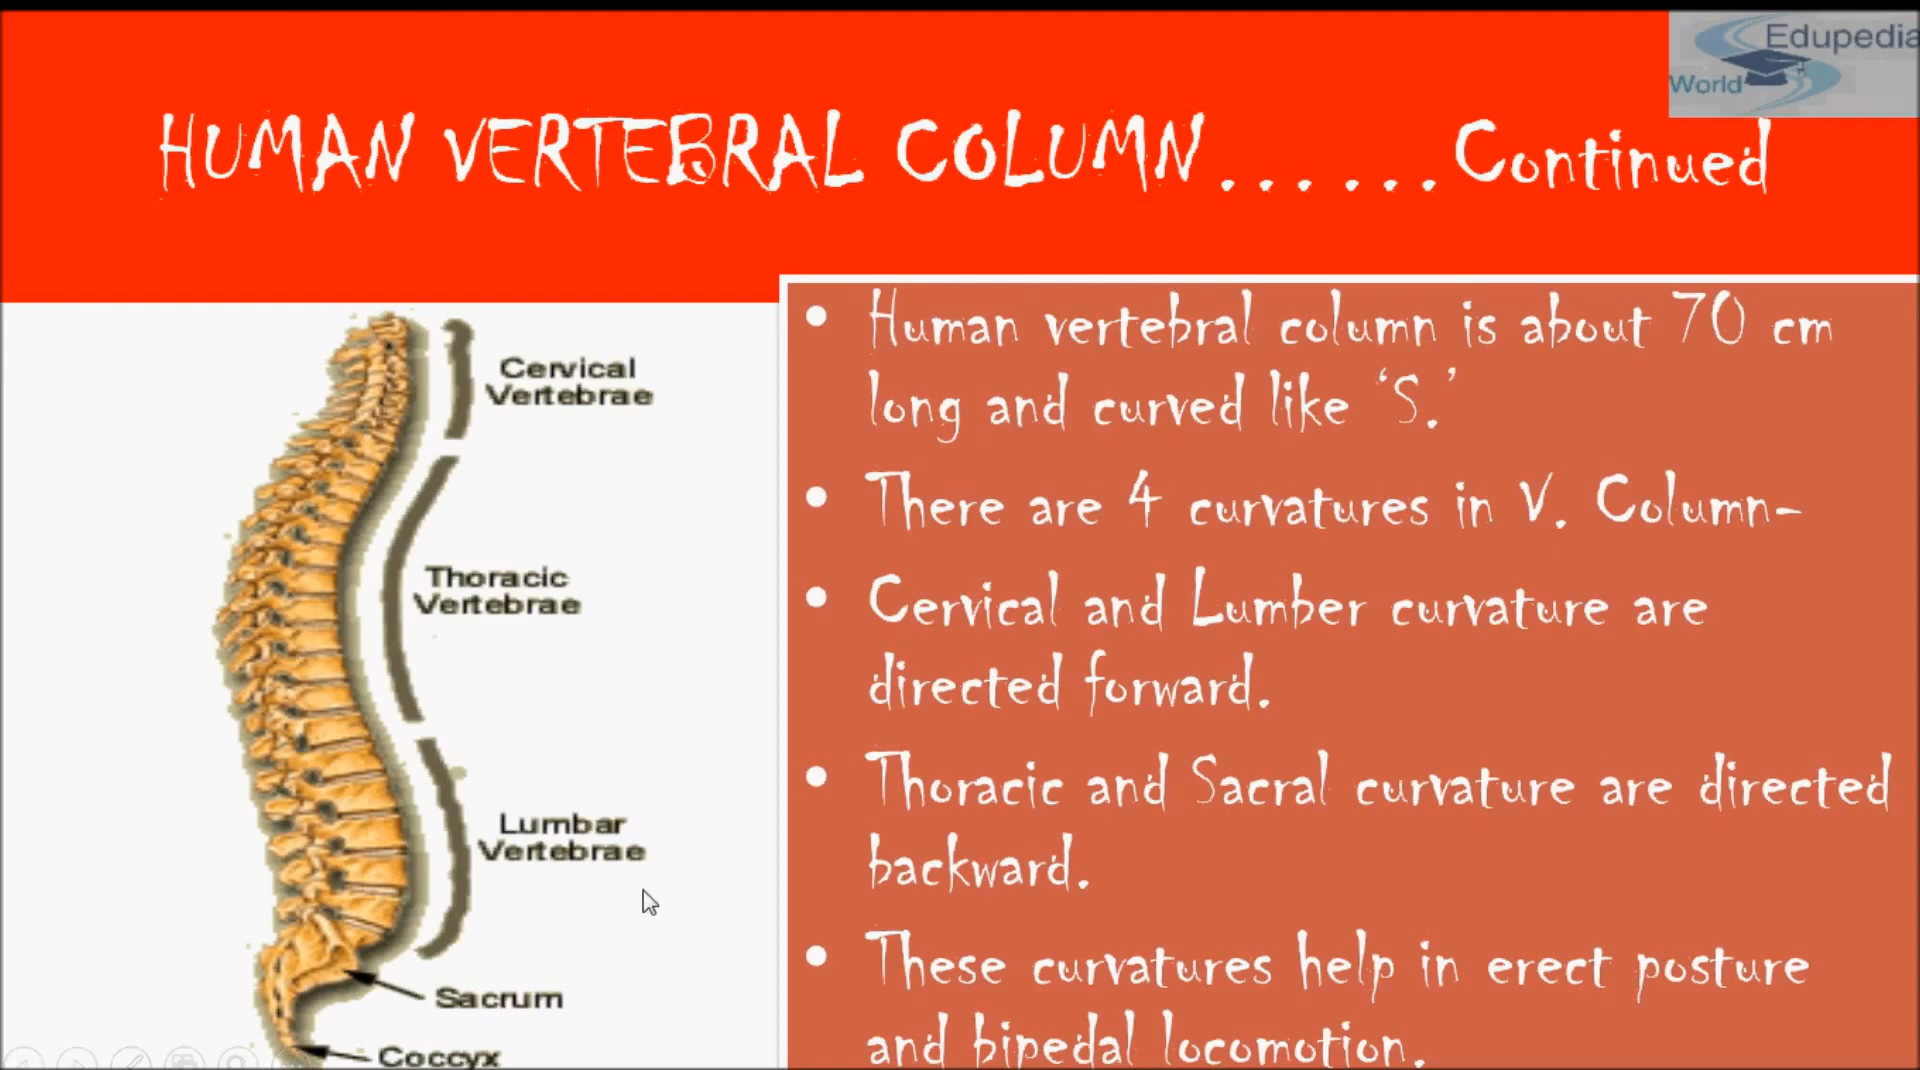 Edupedia
World
HUMAN VERTEBRAL COLUMN......Continued
Cervical
Vertebrae
Thoracic
Vertebrae
Lumbar
Vertebrae
Sacrum
Coccyx
• Human vertebral column is about 70 cm
long and curved like ‘S.’
• There are 4 curvatures in V. Column-
• Cervical and Lumber curvature are
directed forward.
• Thoracic and Sacral curvature are directed
backward.
• These curvatures help in erect posture
and bipedal locomotion.